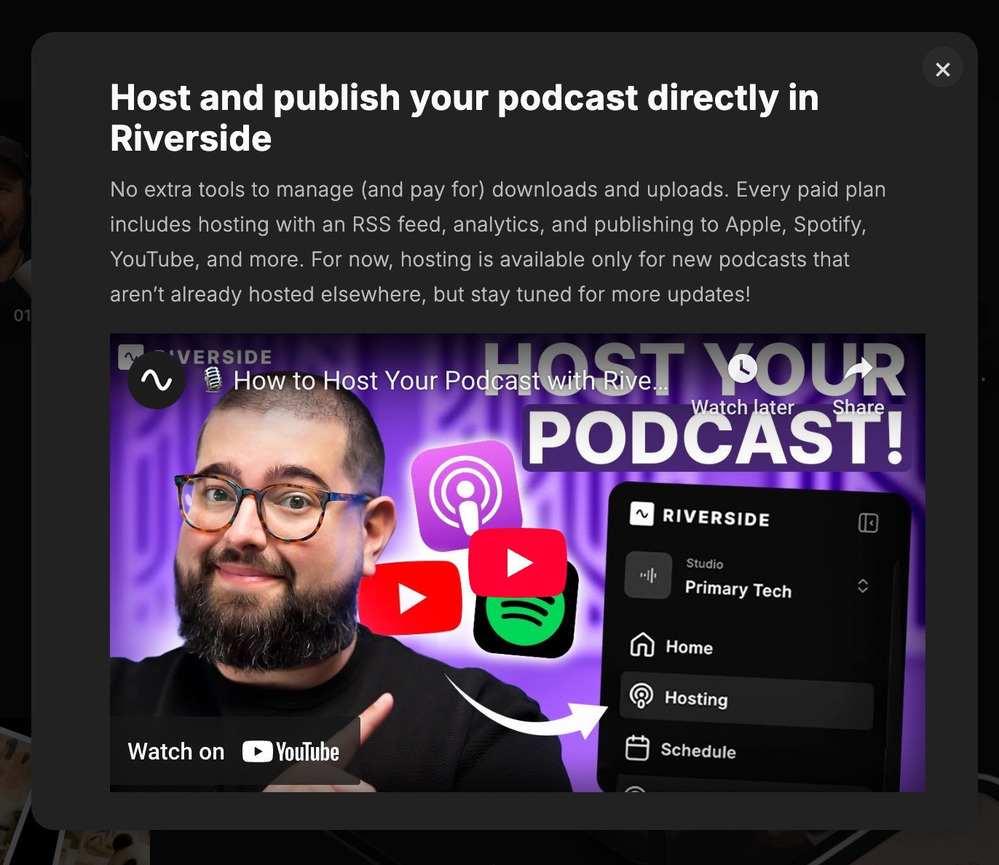 Host and publish your podcast directly in
Riverside
No extra tools to manage (and pay for) downloads and uploads. Every paid plan
includes hosting with an RSS feed, analytics, and publishing to Apple, Spotify,
YouTube, and more. For now, hosting is available only for new podcasts that
aren’t already hosted elsewhere, but stay tuned for more updates!
01
RIVERSIDE
HOST YOUR
🎙️ How to Host Your Podcast with Rive...
Watch later
Share
PODCAST!
RIVERSIDE
Studio
Primary Tech
Home
Hosting
Schedule
Watch on YouTube